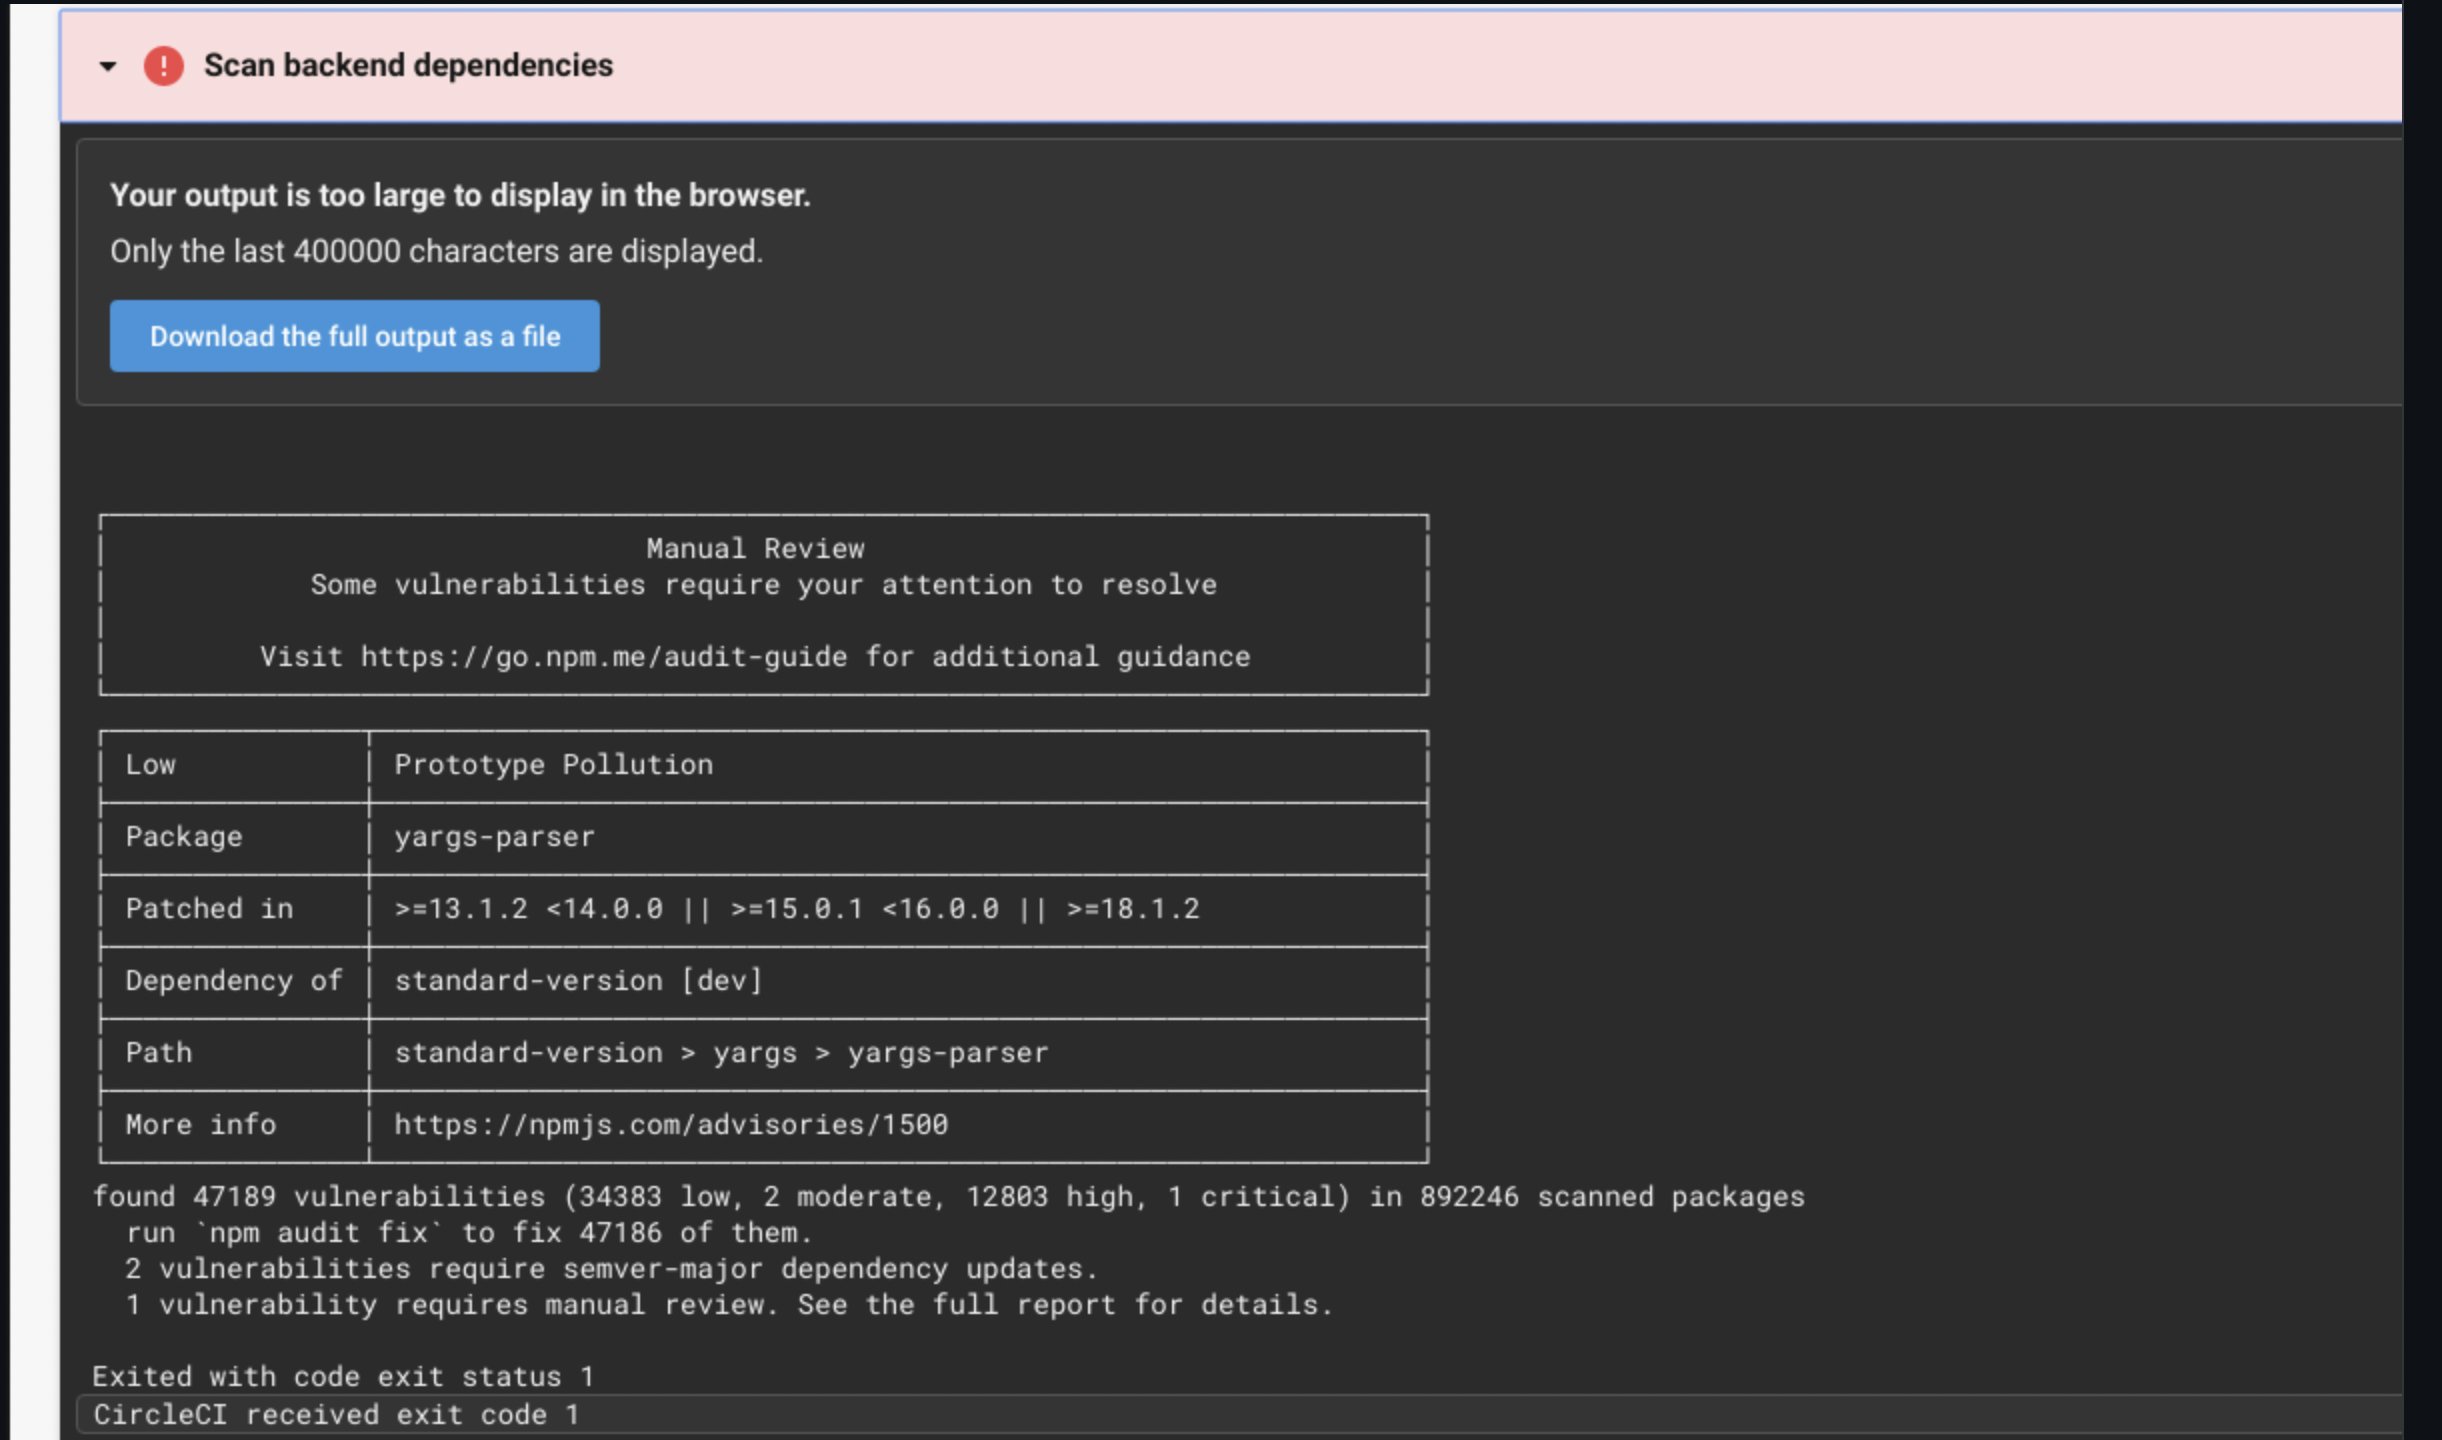 Scan backend dependencies
Your output is too large to display in the browser.
Only the last 400000 characters are displayed.
Download the full output as a file
Manual Review
Some vulnerabilities require your attention to resolve
Visit https://go.npm.me/audit-guide for additional guidance
Low │ Prototype Pollution
Package │ yargs-parser
Patched in │ >=13.1.2 <14.0.0 || >=15.0.1 <16.0.0 || >=18.1.2
Dependency of │ standard-version [dev]
Path │ standard-version > yargs > yargs-parser
More info │ https://npmjs.com/advisories/1500
found 47189 vulnerabilities (34383 low, 2 moderate, 12803 high, 1 critical) in 892246 scanned packages
run `npm audit fix` to fix 47186 of them.
2 vulnerabilities require semver-major dependency updates.
1 vulnerability requires manual review. See the full report for details.
Exited with code exit status 1
CircleCI received exit code 1